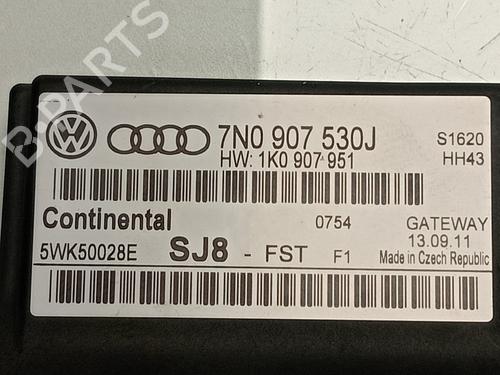 B-PARTS
7N0 907 530J S1620
HW: 1K0 907 951 HH43
Continental 0754 GATEWAY
5WK50028E SJ8 - FST F1 13.09.11
Made in Czech Republic